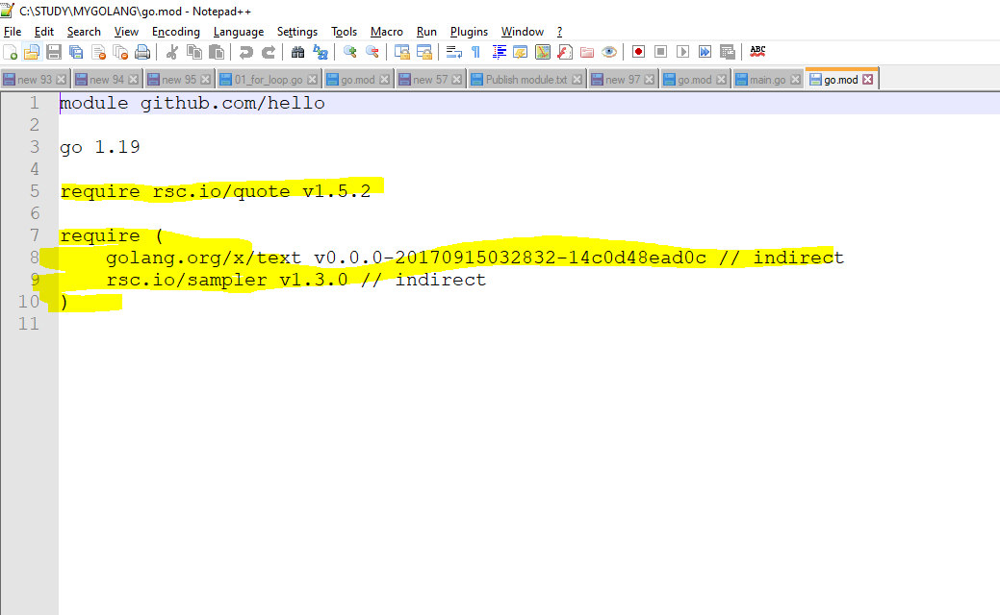 C:\STUDY\MYGOLANG\go.mod - Notepad++
File Edit Search View Encoding Language Settings Tools Macro Run Plugins Window ?
ABC
new 93 new 94 new 95 01_for_loop.go go.mod new 57 Publish module.txt new 97 go.mod main.go go.mod
1 module github.com/hello
2
3 go 1.19
4
5 require rsc.io/quote v1.5.2
6
7 require (
8 golang.org/x/text v0.0.0-20170915032832-14c0d48ead0c // indirect
9 rsc.io/sampler v1.3.0 // indirect
10 )
11